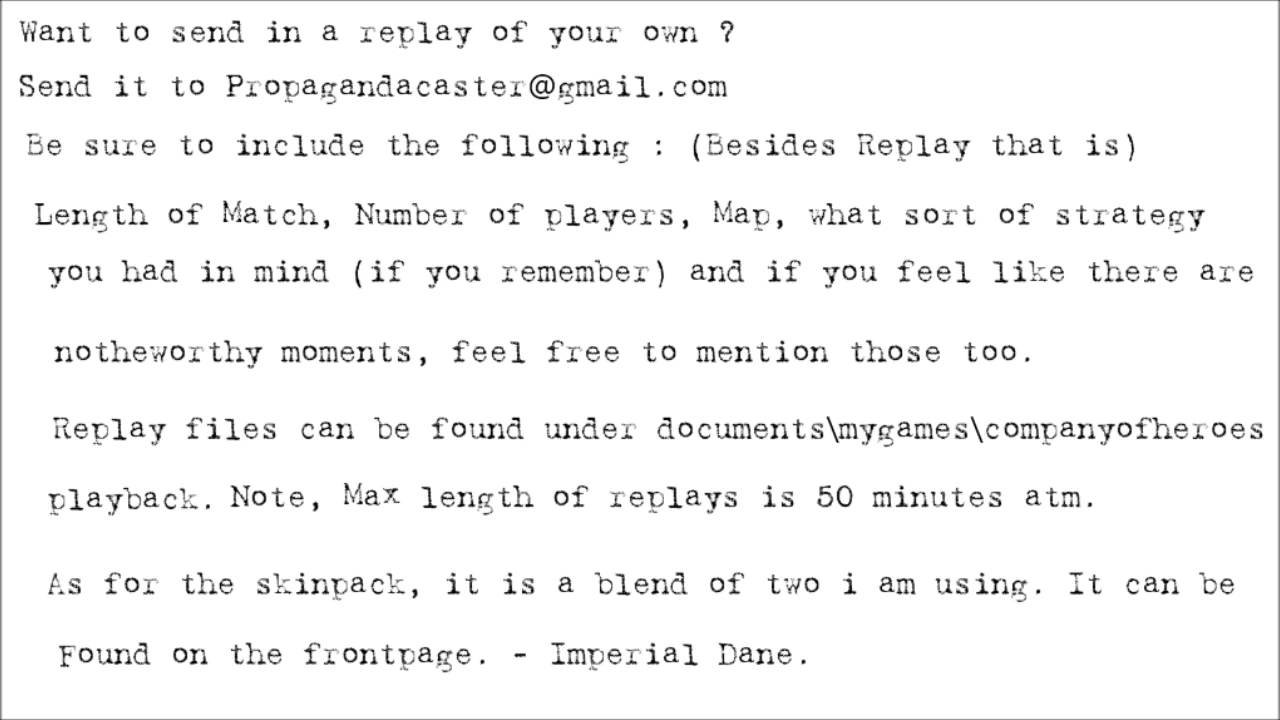 Want to send in a replay of your own ?
Send it to Propagandacaster@gmail.com
Be sure to include the following : (Besides Replay that is)
Length of Match, Number of players, Map, what sort of strategy
you had in mind (if you remember) and if you feel like there are
notheworthy moments, feel free to mention those too.
Replay files can be found under documents\mygames\companyofheroes
playback. Note, Max length of replays is 50 minutes atm.
As for the skinpack, it is a blend of two i am using. It can be
Found on the frontpage. - Imperial Dane.